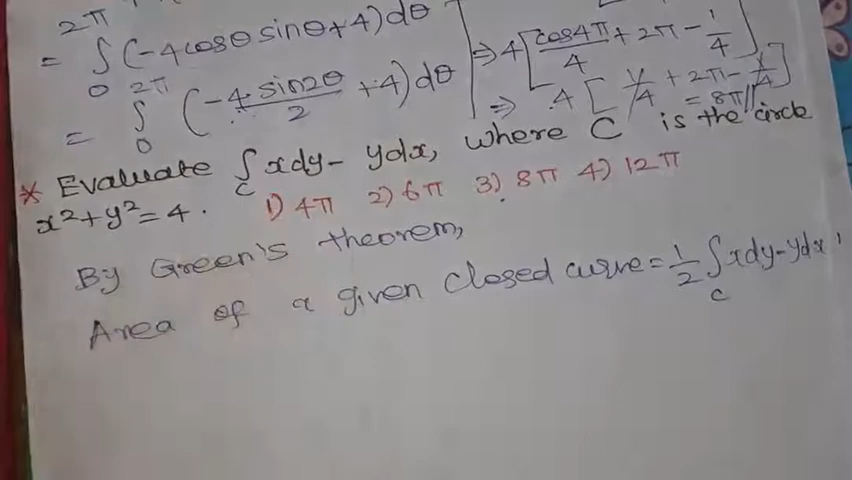 2π
= ∫ (-4cosθ sinθ + 4) dθ
0
2π
= ∫ (-4 sin2θ/2 + 4) dθ
0
⇒ 4[cos4π/4 + 2π - 1/4]
⇒ 4[1/4 + 2π - 1/4]
= 8π //
* Evaluate ∫_C xdy - ydx, where C is the circle
x²+y²=4. 1) 4π 2) 6π 3) 8π 4) 12π
By Green's theorem,
Area of a given closed curve = 1/2 ∫_C xdy - ydx